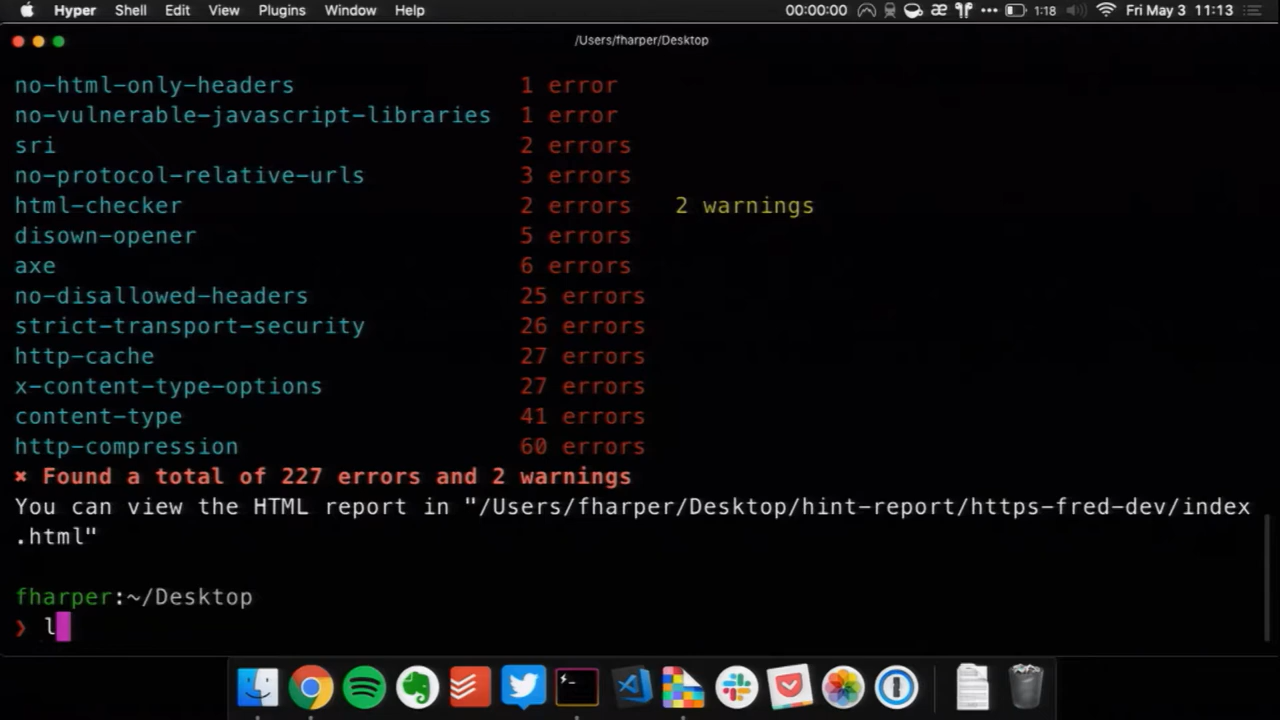 Hyper Shell Edit View Plugins Window Help 00:00:00 æ 1:18 Fri May 3 11:13
/Users/fharper/Desktop
no-html-only-headers 1 error
no-vulnerable-javascript-libraries 1 error
sri 2 errors
no-protocol-relative-urls 3 errors
html-checker 2 errors 2 warnings
disown-opener 5 errors
axe 6 errors
no-disallowed-headers 25 errors
strict-transport-security 26 errors
http-cache 27 errors
x-content-type-options 27 errors
content-type 41 errors
http-compression 60 errors
✖ Found a total of 227 errors and 2 warnings
You can view the HTML report in "/Users/fharper/Desktop/hint-report/https-fred-dev/index
.html"
fharper:~/Desktop
❯ l